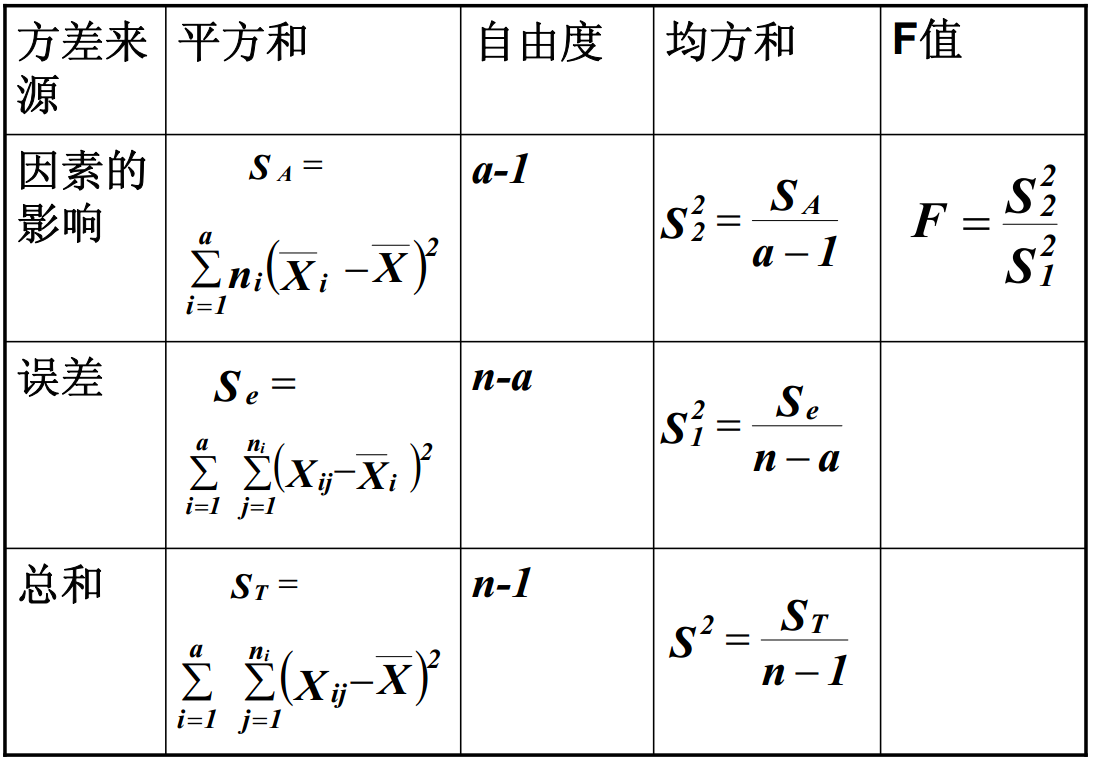 方差来源 平方和 自由度 均方和 F值
因素的影响 S_A = \sum_{i=1}^{a} n_i(\overline{X}_i - \overline{X})^2 a-1 S_2^2 = \frac{S_A}{a-1} F = \frac{S_2^2}{S_1^2}
误差 S_e = \sum_{i=1}^{a} \sum_{j=1}^{n_i}(X_{ij} - \overline{X}_i)^2 n-a S_1^2 = \frac{S_e}{n-a}
总和 S_T = \sum_{i=1}^{a} \sum_{j=1}^{n_i}(X_{ij} - \overline{X})^2 n-1 S^2 = \frac{S_T}{n-1}